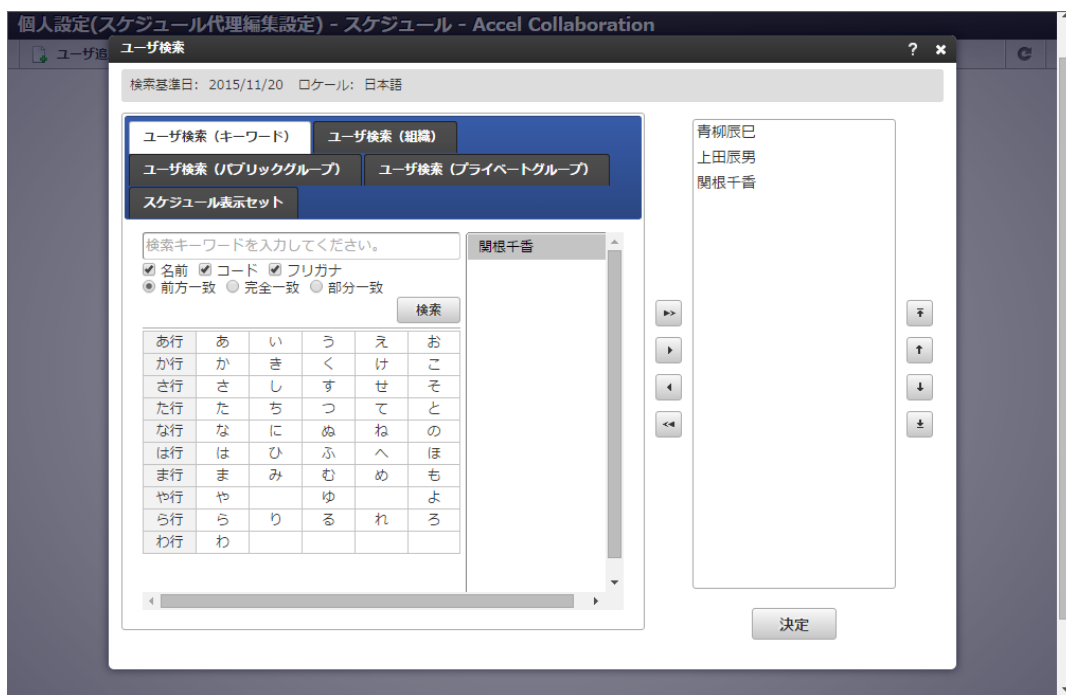 個人設定(スケジュール代理編集設定) - スケジュール - Accel Collaboration
ユーザ追
ユーザ検索
? ×
検索基準日: 2015/11/20 ロケール: 日本語
ユーザ検索（キーワード） ユーザ検索（組織）
ユーザ検索（パブリックグループ） ユーザ検索（プライベートグループ）
スケジュール表示セット
検索キーワードを入力してください。
名前 コード フリガナ
前方一致 完全一致 部分一致
検索
あ行 あ い う え お
か行 か き く け こ
さ行 さ し す せ そ
た行 た ち つ て と
な行 な に ぬ ね の
は行 は ひ ふ へ ほ
ま行 ま み む め も
や行 や ゆ よ
ら行 ら り る れ ろ
わ行 わ
関根千香
青柳辰巳
上田辰男
関根千香
決定